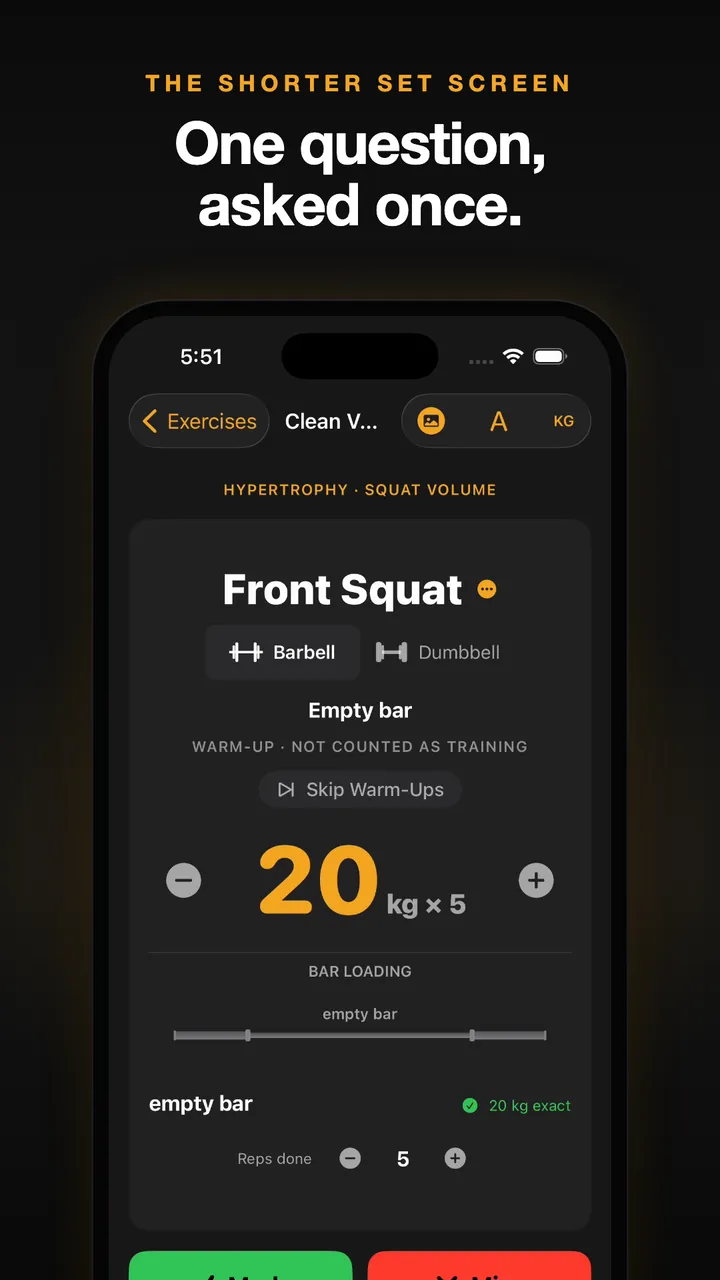 THE SHORTER SET SCREEN
One question,
asked once.
5:51
Exercises
Clean V...
A
KG
HYPERTROPHY · SQUAT VOLUME
Front Squat
Barbell
Dumbbell
Empty bar
WARM-UP · NOT COUNTED AS TRAINING
Skip Warm-Ups
20 kg × 5
BAR LOADING
empty bar
empty bar
20 kg exact
Reps done
5